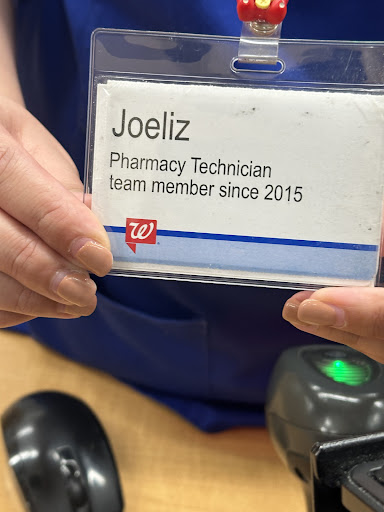 Joeliz
Pharmacy Technician
team member since 2015
W